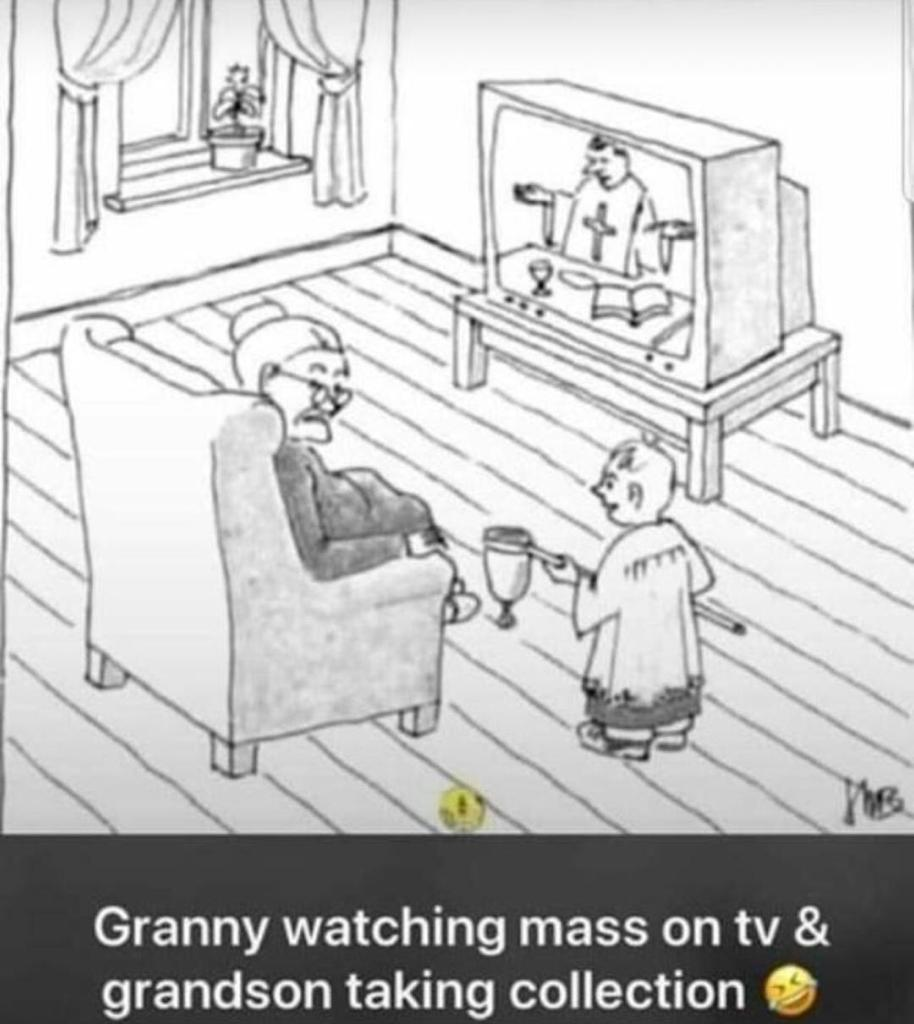 Granny watching mass on tv &
grandson taking collection 🤣